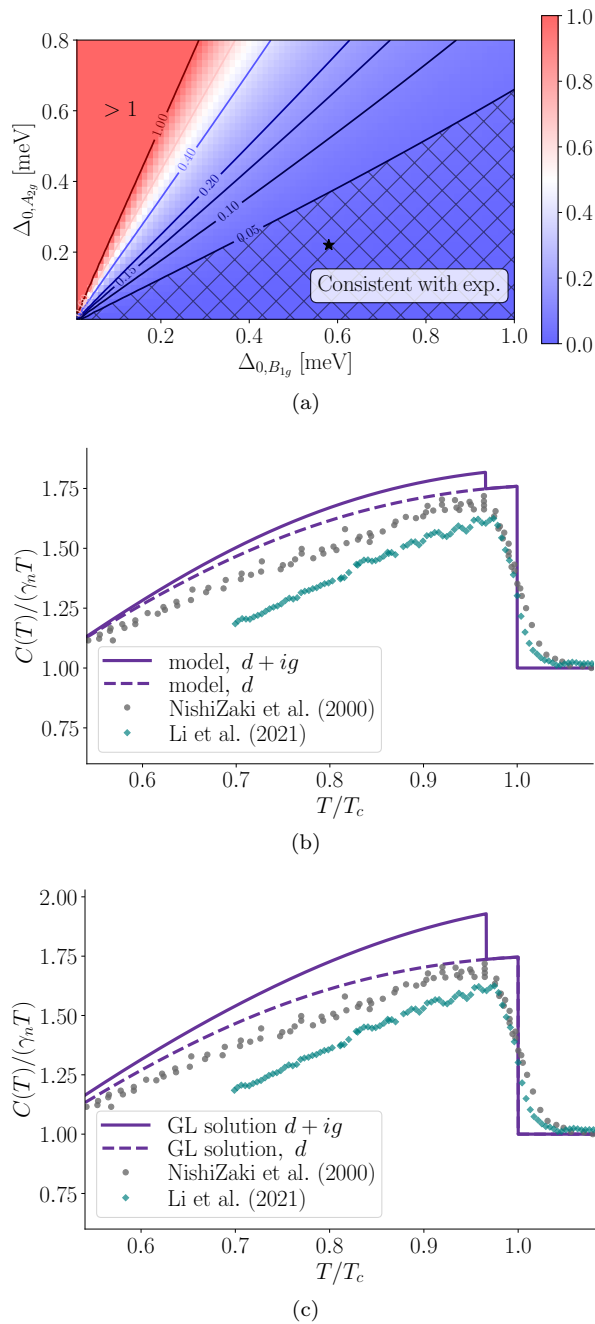 0.8
0.6
0.4
0.2
Δ₀,A₂g [meV]
> 1
1.00
0.40
0.20
0.10
0.15
0.05
Consistent with exp.
0.2 0.4 0.6 0.8 1.0
Δ₀,B₁g [meV]
1.0
0.8
0.6
0.4
0.2
0.0
(a)
1.75
1.50
1.25
1.00
0.75
C(T)/(γₙT)
model, d + ig
model, d
NishiZaki et al. (2000)
Li et al. (2021)
0.6 0.7 0.8 0.9 1.0
T/T_c
(b)
2.00
1.75
1.50
1.25
1.00
0.75
C(T)/(γₙT)
GL solution d + ig
GL solution, d
NishiZaki et al. (2000)
Li et al. (2021)
0.6 0.7 0.8 0.9 1.0
T/T_c
(c)